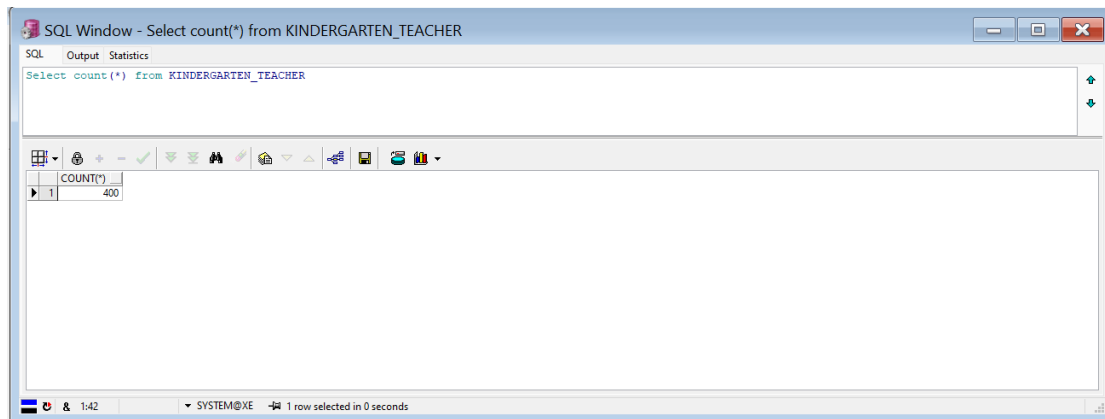 SQL Window - Select count(*) from KINDERGARTEN_TEACHER
SQL Output Statistics
Select count(*) from KINDERGARTEN_TEACHER
COUNT(*)
1 400
& 1:42 SYSTEM@XE 1 row selected in 0 seconds